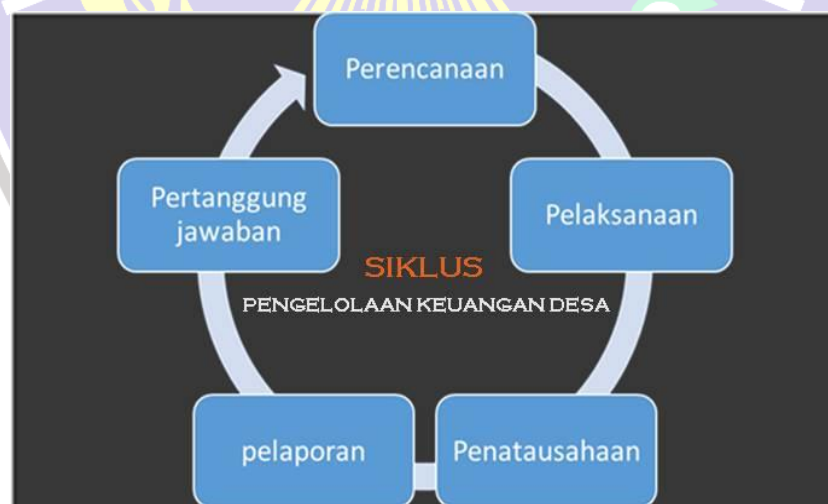 Perencanaan
Pelaksanaan
Penatausahaan
pelaporan
Pertanggung
jawaban
SIKLUS
PENGELOLAAN KEUANGAN DESA